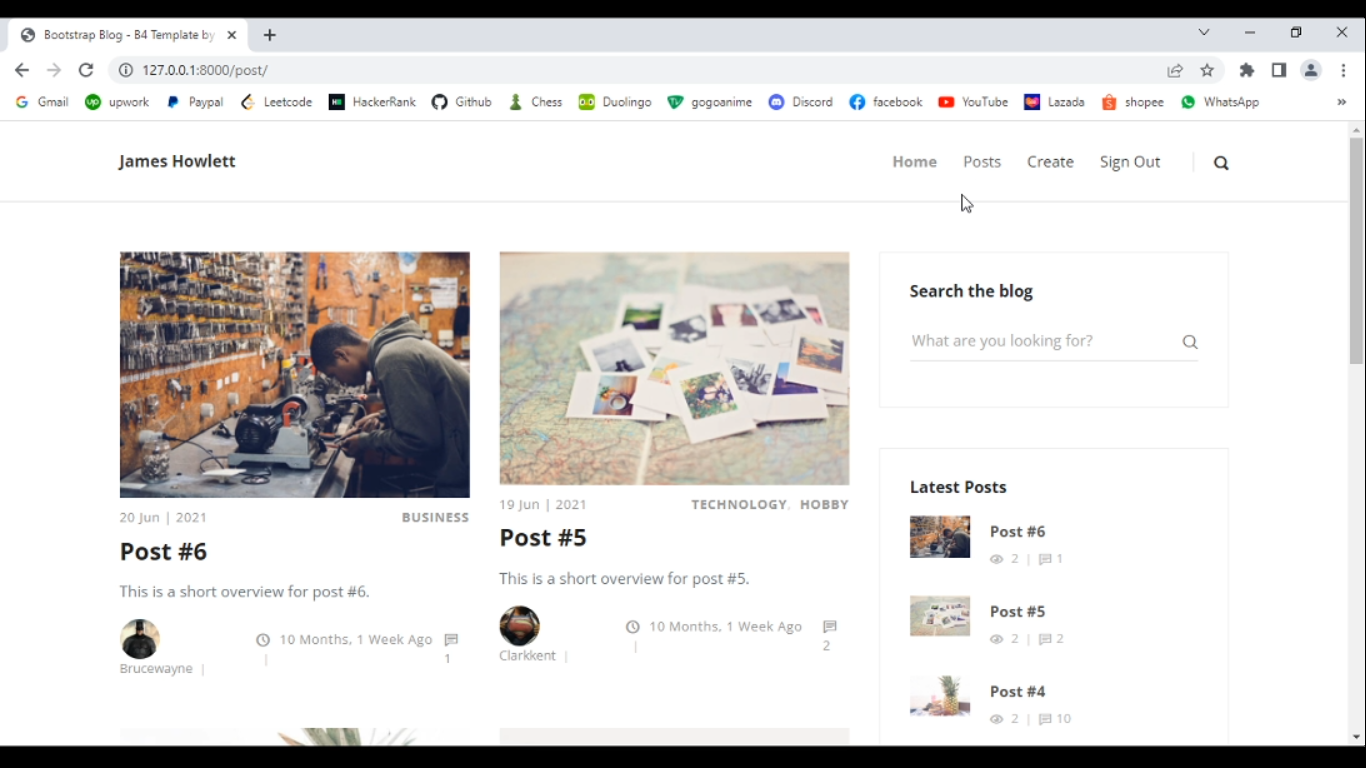 Bootstrap Blog - B4 Template by
127.0.0.1:8000/post/
Gmail upwork Paypal Leetcode HackerRank Github Chess Duolingo gogoanime Discord facebook YouTube Lazada shopee WhatsApp
James Howlett
Home Posts Create Sign Out
20 Jun | 2021 BUSINESS
Post #6
This is a short overview for post #6.
Brucewayne |
10 Months, 1 Week Ago
|
1
19 Jun | 2021 TECHNOLOGY, HOBBY
Post #5
This is a short overview for post #5.
Clarkkent |
10 Months, 1 Week Ago
|
2
Search the blog
What are you looking for?
Latest Posts
Post #6
2 | 1
Post #5
2 | 2
Post #4
2 | 10